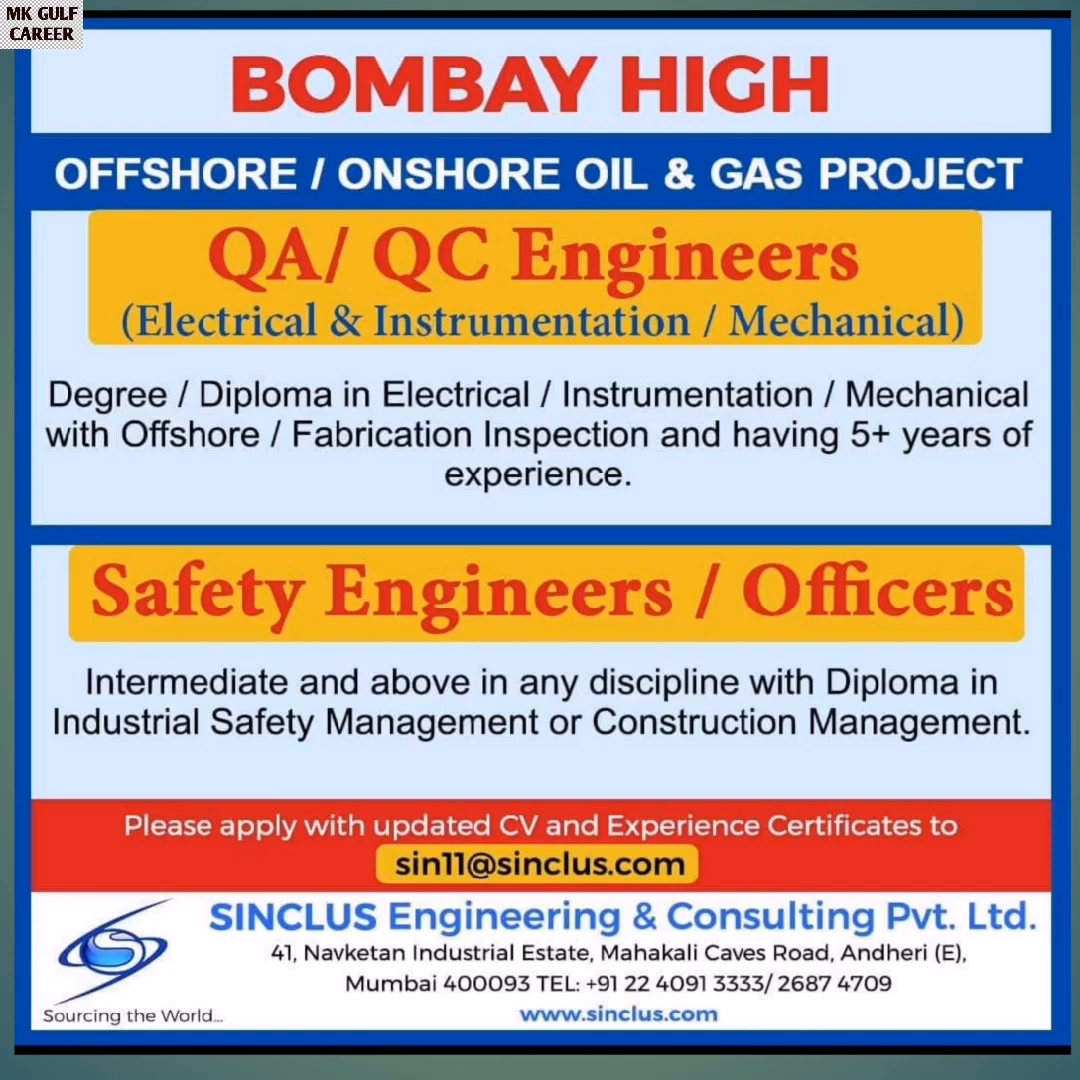 MK GULF
CAREER
BOMBAY HIGH
OFFSHORE / ONSHORE OIL & GAS PROJECT
QA/ QC Engineers
(Electrical & Instrumentation / Mechanical)
Degree / Diploma in Electrical / Instrumentation / Mechanical
with Offshore / Fabrication Inspection and having 5+ years of
experience.
Safety Engineers / Officers
Intermediate and above in any discipline with Diploma in
Industrial Safety Management or Construction Management.
Please apply with updated CV and Experience Certificates to
sin11@sinclus.com
SINCLUS Engineering & Consulting Pvt. Ltd.
41, Navketan Industrial Estate, Mahakali Caves Road, Andheri (E),
Mumbai 400093 TEL: +91 22 4091 3333/ 2687 4709
Sourcing the World...
www.sinclus.com